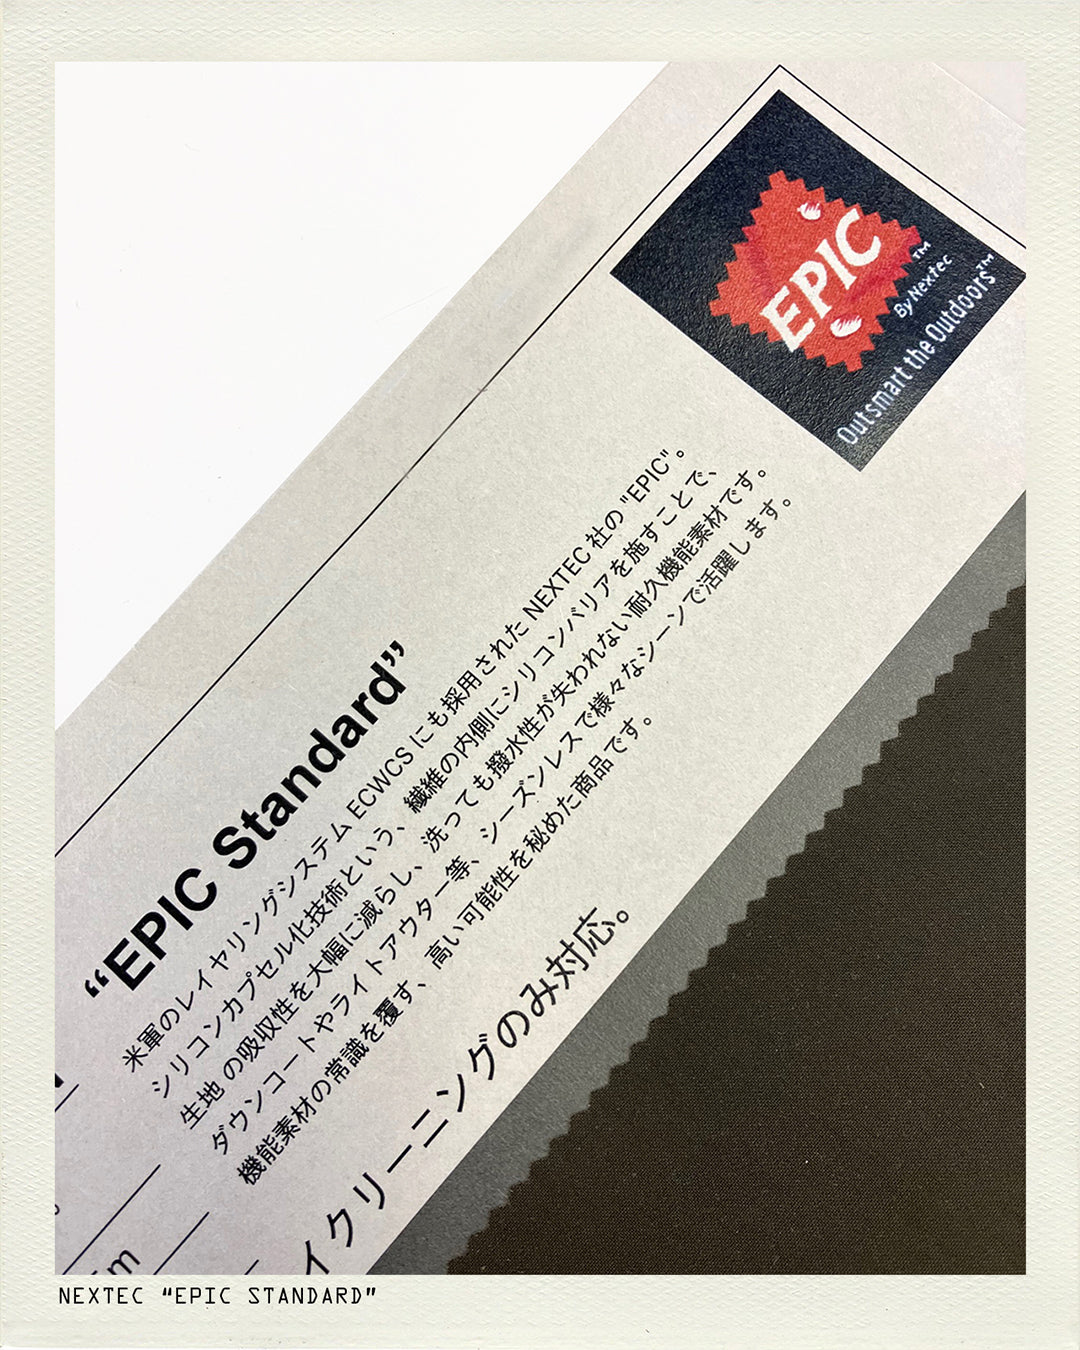 EPIC
™
By Nextec
Outsmart the Outdoors™
“EPIC Standard”
米軍のレイヤリングシステム ECWCS にも採用された NEXTEC 社の "EPIC"。
シリコンカプセル化技術という、繊維の内側にシリコンバリアを施すことで、
生地 の吸収性を大幅に減らし、洗っても撥水性が失われない耐久機能素材です。
ダウンコートやライトアウター等、シーズンレスで様々なシーンで活躍します。
機能素材の常識を覆す、高い可能性を秘めた商品です。
イクリーニングのみ対応。
NEXTEC “EPIC STANDARD”